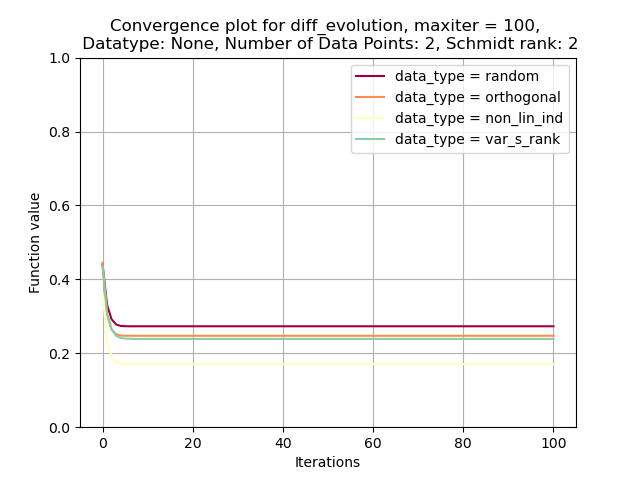 Convergence plot for diff_evolution, maxiter = 100,
Datatype: None, Number of Data Points: 2, Schmidt rank: 2
data_type = random
data_type = orthogonal
data_type = non_lin_ind
data_type = var_s_rank
Function value
1.0
0.8
0.6
0.4
0.2
0.0
0 20 40 60 80 100
Iterations